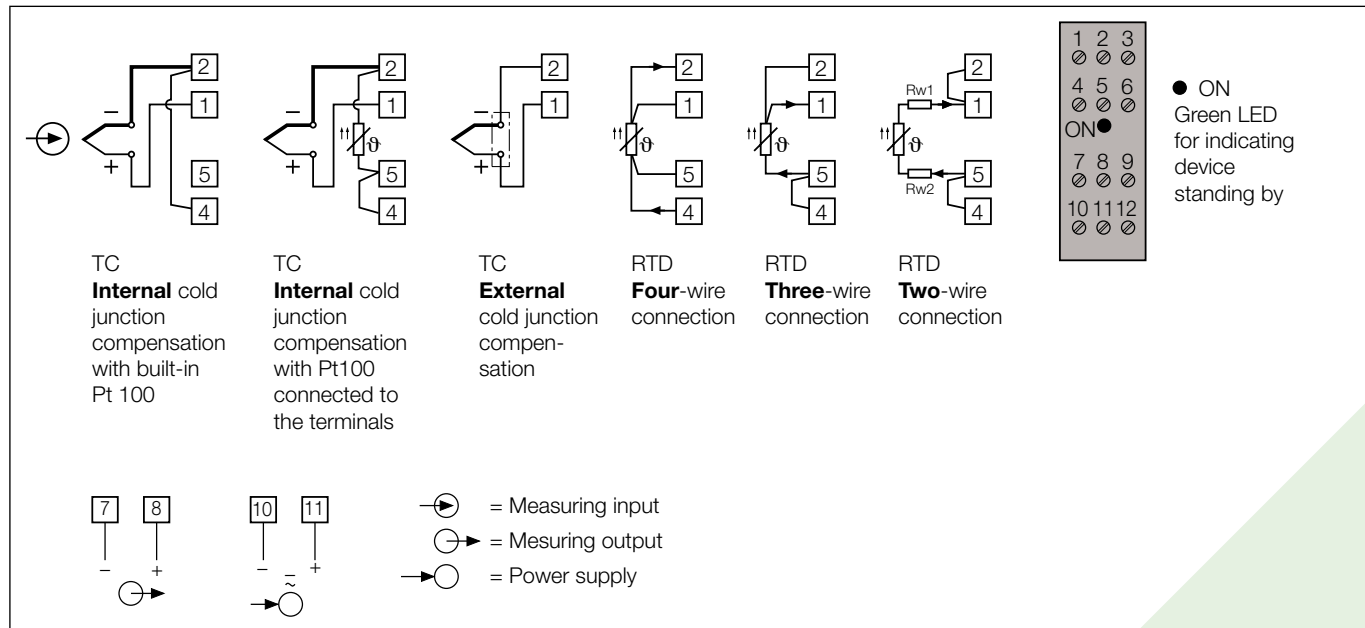 2
1
5
4
−
+
TC
Internal cold
junction
compensation
with built-in
Pt 100
2
1
5
4
−
+
ϑ
TC
Internal cold
junction
compensation
with Pt100
connected to
the terminals
2
1
5
4
−
+
TC
External
cold junction
compen-
sation
2
1
5
4
ϑ
RTD
Four-wire
connection
2
1
5
4
ϑ
RTD
Three-wire
connection
2
1
5
4
Rw1
ϑ
Rw2
RTD
Two-wire
connection
1 2 3
4 5 6
ON
7 8 9
10 11 12
ON
Green LED
for indicating
device
standing by
7 8
− +
10 11
− +
= Measuring input
= Mesuring output
= Power supply